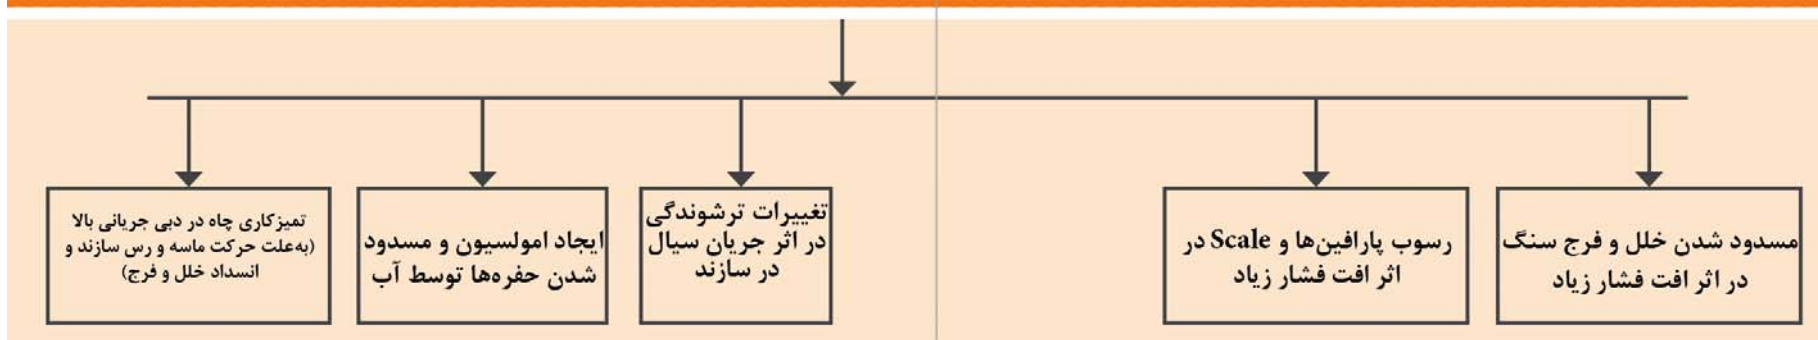 مسدود شدن خلل و فرج سنگ
در اثر افت فشار زیاد
رسوب پارافین‌ها و Scale در
اثر افت فشار زیاد
تغییرات ترشوندگی
در اثر جریان سیال
در سازند
ایجاد امولسیون و مسدود
شدن حفره‌ها توسط آب
تمیزکاری چاه در دبی جریانی بالا
(به‌علت حرکت ماسه و رس سازند و
انسداد خلل و فرج)